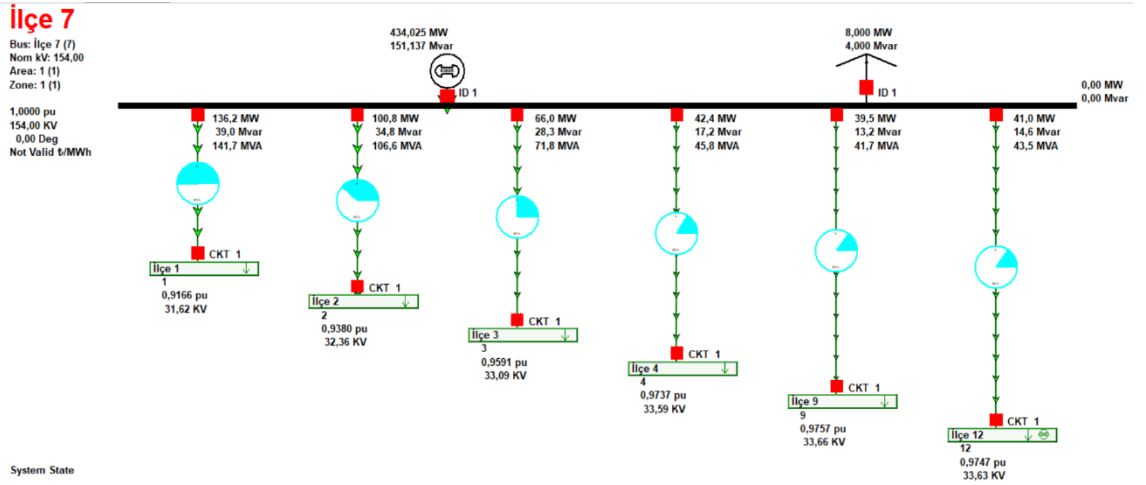 İlçe 7
Bus: İlçe 7 (7)
Nom kV: 154,00
Area: 1 (1)
Zone: 1 (1)
1,0000 pu
154,00 KV
0,00 Deg
Not Valid ₺/MWh
434,025 MW
151,137 Mvar
ID 1
8,000 MW
4,000 Mvar
ID 1
0,00 MW
0,00 Mvar
136,2 MW
39,0 Mvar
141,7 MVA
100,8 MW
34,8 Mvar
106,6 MVA
66,0 MW
28,3 Mvar
71,8 MVA
42,4 MW
17,2 Mvar
45,8 MVA
39,5 MW
13,2 Mvar
41,7 MVA
41,0 MW
14,6 Mvar
43,5 MVA
CKT 1
İlçe 1
1
0,9166 pu
31,62 KV
CKT 1
İlçe 2
2
0,9380 pu
32,36 KV
CKT 1
İlçe 3
3
0,9591 pu
33,09 KV
CKT 1
İlçe 4
4
0,9737 pu
33,59 KV
CKT 1
İlçe 9
9
0,9757 pu
33,66 KV
CKT 1
İlçe 12
12
0,9747 pu
33,63 KV
System State